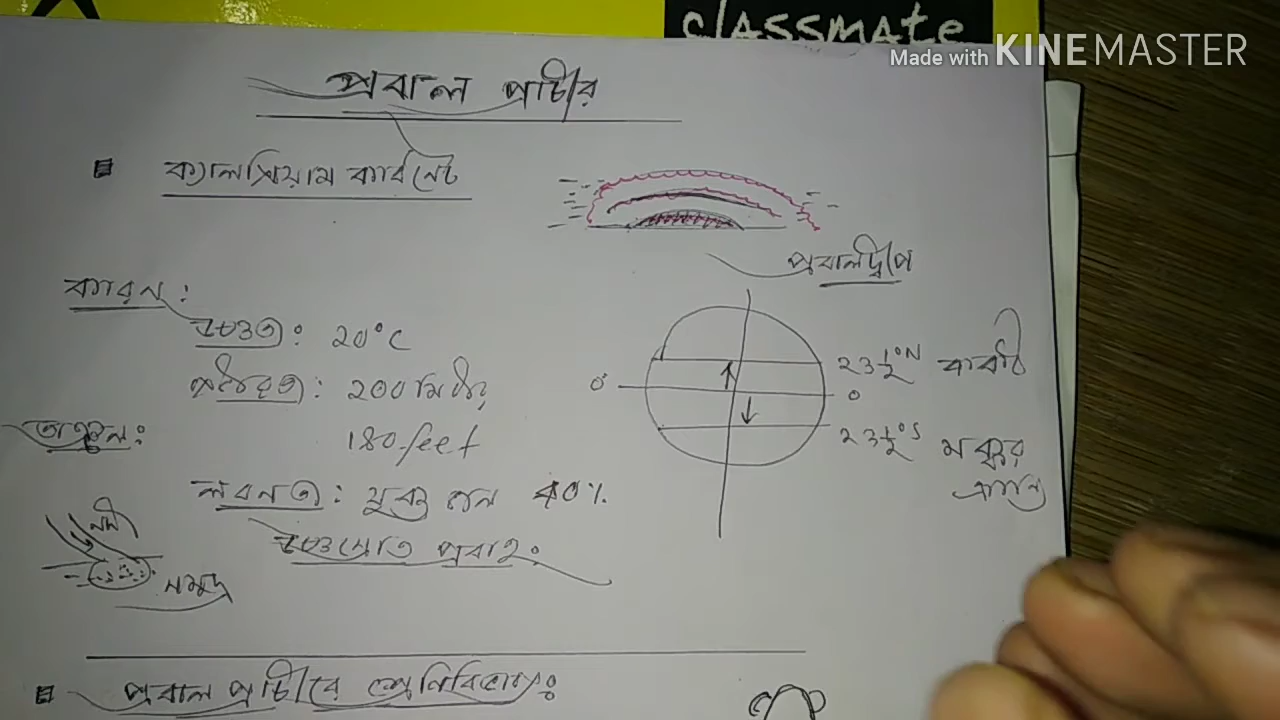 classmate
Made with KINEMASTER
প্রবাল প্রাচীর
ক্যালসিয়াম কার্বনেট
প্রবালদ্বীপ
কারন :
উষ্ণতা : 20°C
গভীরতা : 200 মিটার,
180 feet
লবনতা : মুক্ত জল 40%
উষ্ণস্রোত প্রবাহ :
নদী
সমুদ্র
0°
0
23½°N কর্কট
23½°S মকর
ক্রান্তি
প্রবাল প্রাচীরের শ্রেণিবিভাগ :